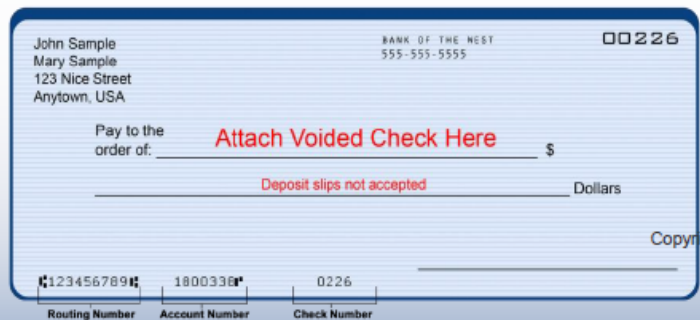 John Sample
Mary Sample
123 Nice Street
Anytown, USA
BANK OF THE WEST
555-555-5555
00226
Pay to the
order of: Attach Voided Check Here $
Deposit slips not accepted Dollars
Copyr
⑆123456789⑆ 1800338⑈ 0226
Routing Number Account Number Check Number